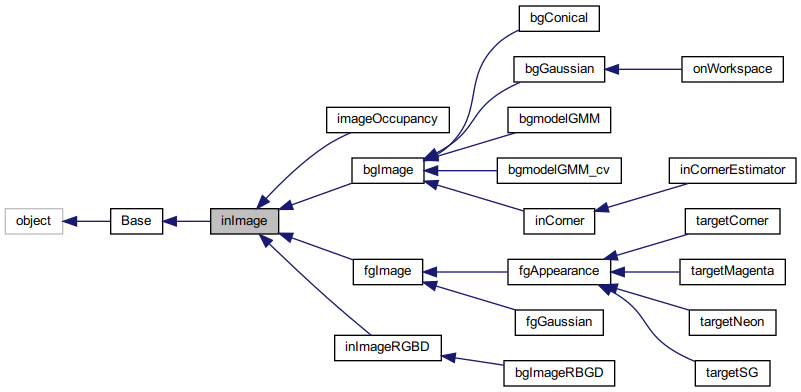 object
Base
inImage
imageOccupancy
bgImage
fgImage
inImageRGBD
bgConical
bgGaussian
bgmodelGMM
bgmodelGMM_cv
inCorner
fgAppearance
fgGaussian
bgImageRBGD
onWorkspace
inCornerEstimator
targetCorner
targetMagenta
targetNeon
targetSG